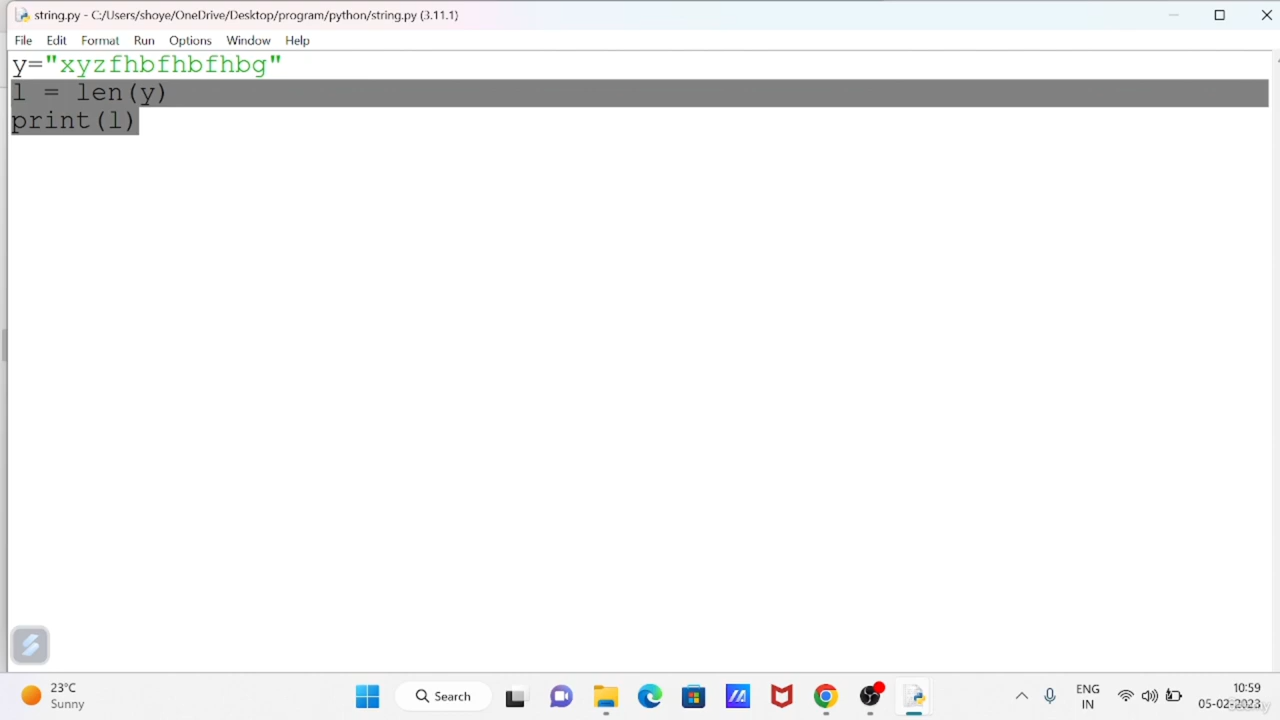 string.py - C:/Users/shoye/OneDrive/Desktop/program/python/string.py (3.11.1)
File Edit Format Run Options Window Help
y="xyzfhbfhbfhbg"
l = len(y)
print(l)
23°C
Sunny
Search
ENG
IN
10:59
05-02-2023